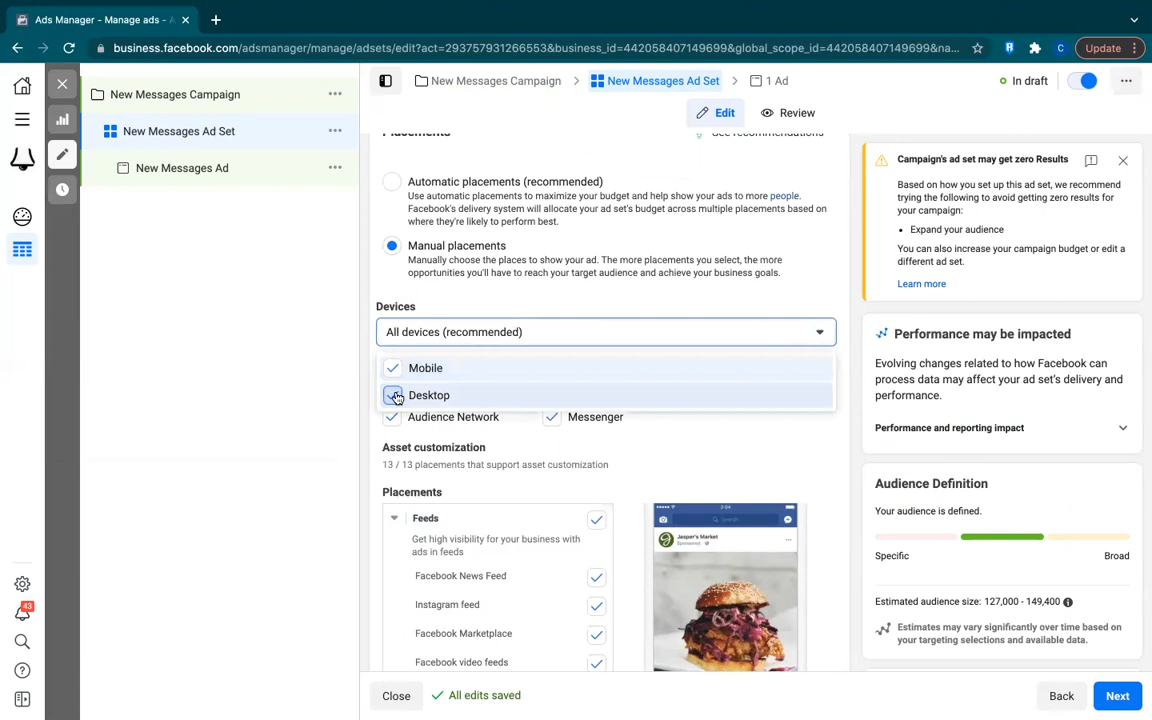 Ads Manager - Manage ads - A
Update
business.facebook.com/adsmanager/manage/adsets/edit?act=293757931266553&business_id=442058407149699&global_scope_id=442058407149699&na...
C
New Messages Campaign
New Messages Ad Set
New Messages Ad
New Messages Campaign > New Messages Ad Set > 1 Ad
In draft
Edit
Review
Placements
See recommendations
Automatic placements (recommended)
Use automatic placements to maximize your budget and help show your ads to more people.
Facebook's delivery system will allocate your ad set's budget across multiple placements based on
where they're likely to perform best.
Manual placements
Manually choose the places to show your ad. The more placements you select, the more
opportunities you'll have to reach your target audience and achieve your business goals.
Devices
All devices (recommended)
Mobile
Desktop
Audience Network
Messenger
Asset customization
13 / 13 placements that support asset customization
Placements
Feeds
Get high visibility for your business with
ads in feeds
Facebook News Feed
Instagram feed
Facebook Marketplace
Facebook video feeds
2:04
Search
Jasper's Market
Sponsored
Campaign's ad set may get zero Results
Based on how you set up this ad set, we recommend
trying the following to avoid getting zero results for
your campaign:
• Expand your audience
You can also increase your campaign budget or edit a
different ad set.
Learn more
Performance may be impacted
Evolving changes related to how Facebook can
process data may affect your ad set's delivery and
performance.
Performance and reporting impact
Audience Definition
Your audience is defined.
Specific
Broad
Estimated audience size: 127,000 - 149,400
Estimates may vary significantly over time based on
your targeting selections and available data.
43
Close
All edits saved
Back
Next